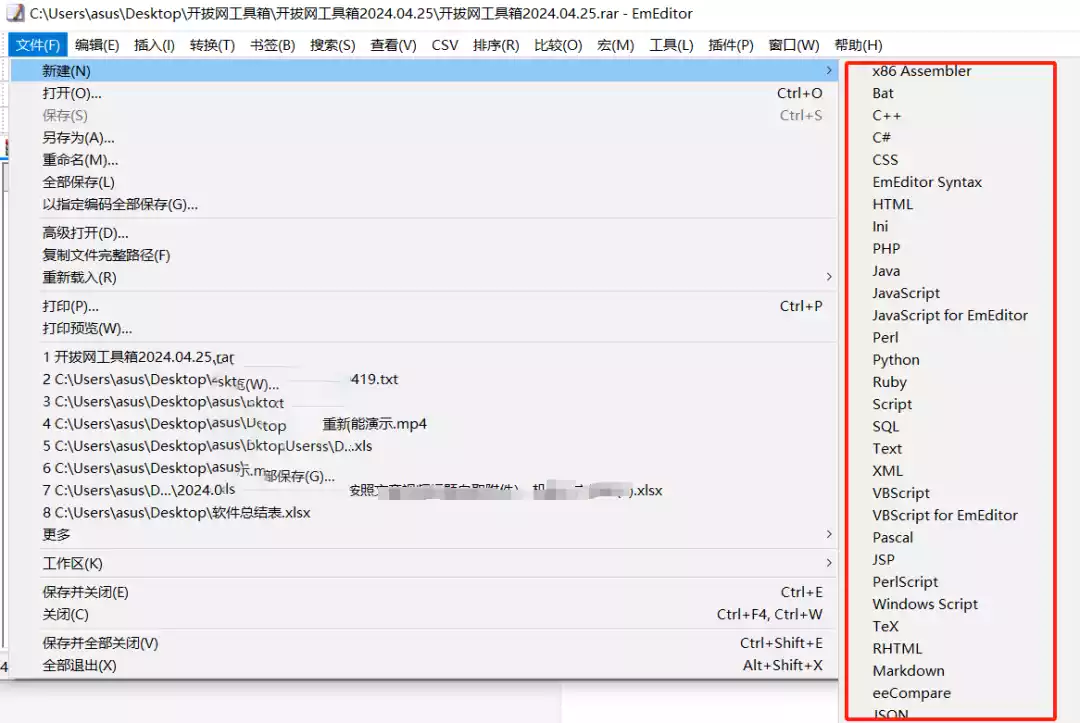 C:\Users\asus\Desktop\开拔网工具箱\开拔网工具箱2024.04.25\开拔网工具箱2024.04.25.rar - EmEditor
文件(F) 编辑(E) 插入(I) 转换(T) 书签(B) 搜索(S) 查看(V) CSV 排序(R) 比较(O) 宏(M) 工具(L) 插件(P) 窗口(W) 帮助(H)
新建(N)
打开(O)... Ctrl+O
保存(S) Ctrl+S
另存为(A)...
重命名(M)...
全部保存(L)
以指定编码全部保存(G)...
高级打开(D)...
复制文件完整路径(F)
重新载入(R)
打印(P)... Ctrl+P
打印预览(W)...
1 开拔网工具箱2024.04.25.rar
2 C:\Users\asus\Desktop\ (W)... 419.txt
3 C:\Users\asus\Desktop\asus\
4 C:\Users\asus\Desktop\asus\ top 重新能演示.mp4
5 C:\Users\asus\Desktop\asus\ \D...xls
6 C:\Users\asus\Desktop\asus 部保存(G)...
7 C:\Users\asus\D...\2024.0 ls 按照 .xlsx
8 C:\Users\asus\Desktop\软件总结表.xlsx
更多
工作区(K)
保存并关闭(E) Ctrl+E
关闭(C) Ctrl+F4, Ctrl+W
保存并全部关闭(V) Ctrl+Shift+E
全部退出(X) Alt+Shift+X
4
x86 Assembler
Bat
C++
C#
CSS
EmEditor Syntax
HTML
Ini
PHP
Java
JavaScript
JavaScript for EmEditor
Perl
Python
Ruby
Script
SQL
Text
XML
VBScript
VBScript for EmEditor
Pascal
JSP
PerlScript
Windows Script
TeX
RHTML
Markdown
eeCompare
JSON